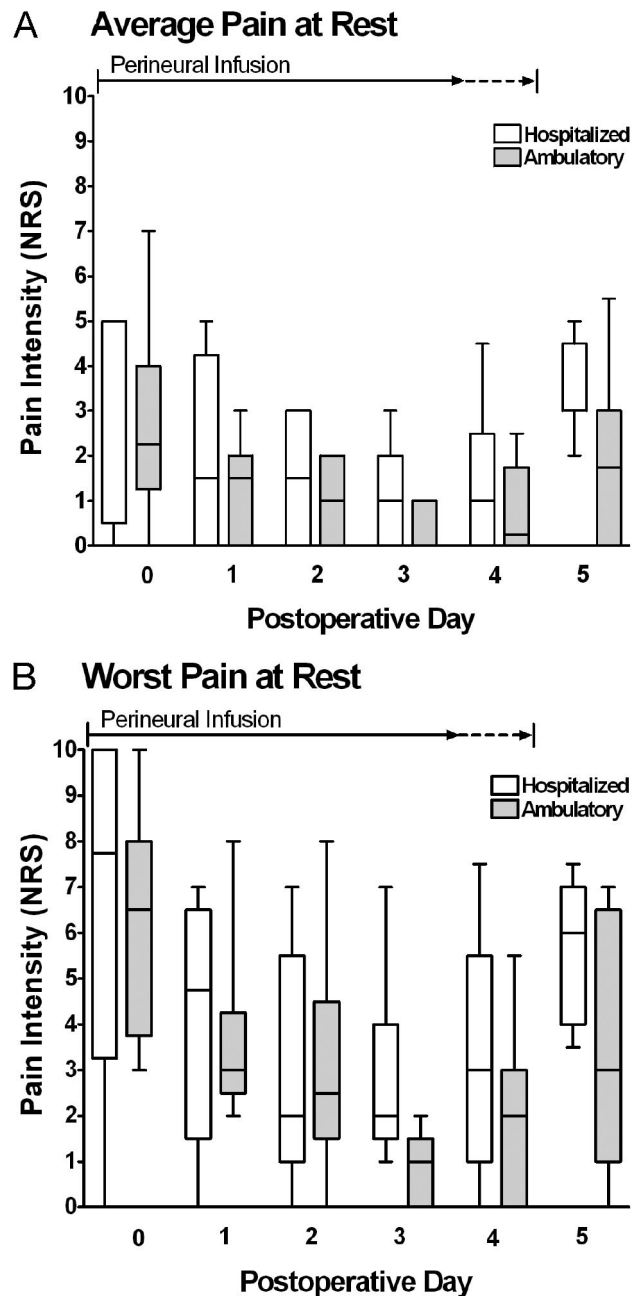 A Average Pain at Rest
Perineural Infusion
10
9
8
7
6
5
4
3
2
1
0
Pain Intensity (NRS)
Hospitalized
Ambulatory
0 1 2 3 4 5
Postoperative Day
B Worst Pain at Rest
Perineural Infusion
10
9
8
7
6
5
4
3
2
1
0
Pain Intensity (NRS)
Hospitalized
Ambulatory
0 1 2 3 4 5
Postoperative Day